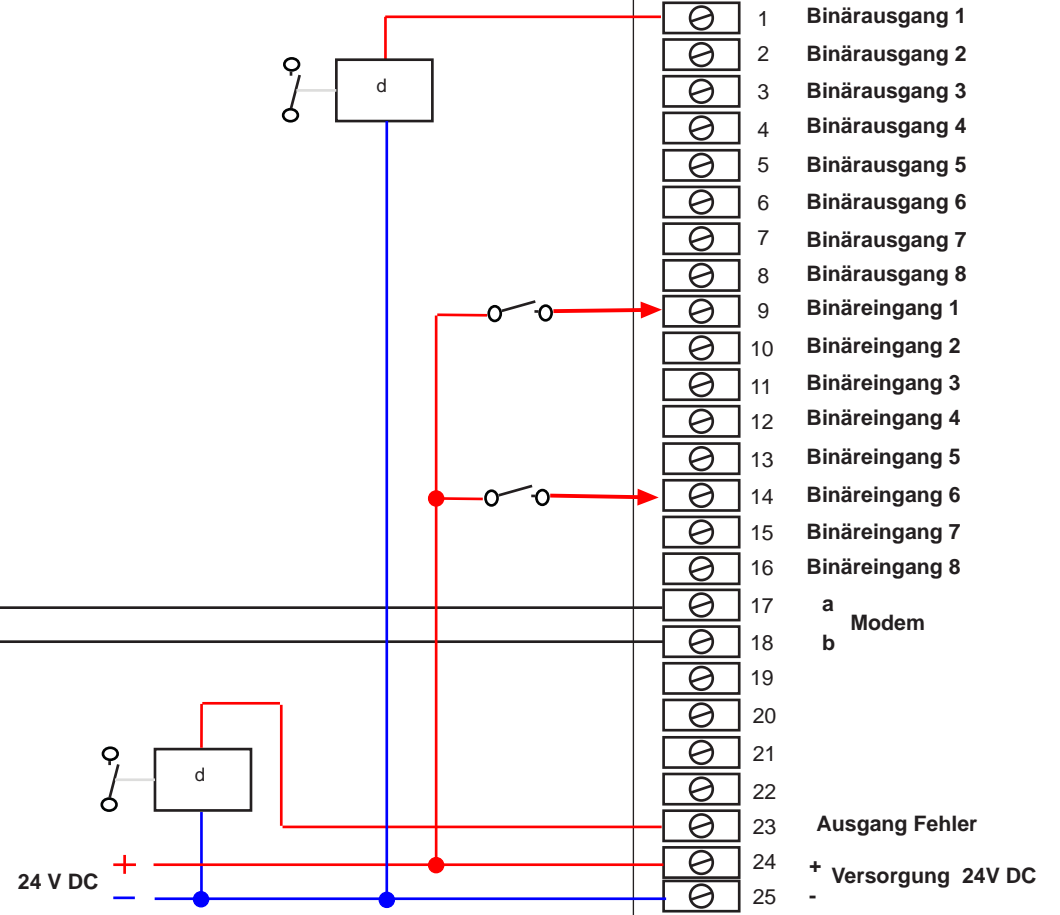 1 Binärausgang 1
d
2 Binärausgang 2
3 Binärausgang 3
4 Binärausgang 4
5 Binärausgang 5
6 Binärausgang 6
7 Binärausgang 7
8 Binärausgang 8
9 Binäreingang 1
10 Binäreingang 2
11 Binäreingang 3
12 Binäreingang 4
13 Binäreingang 5
14 Binäreingang 6
15 Binäreingang 7
16 Binäreingang 8
17 a
Modem
18 b
19
20
21
d
22
23 Ausgang Fehler
24 +
24 V DC + −
Versorgung 24V DC
25 -